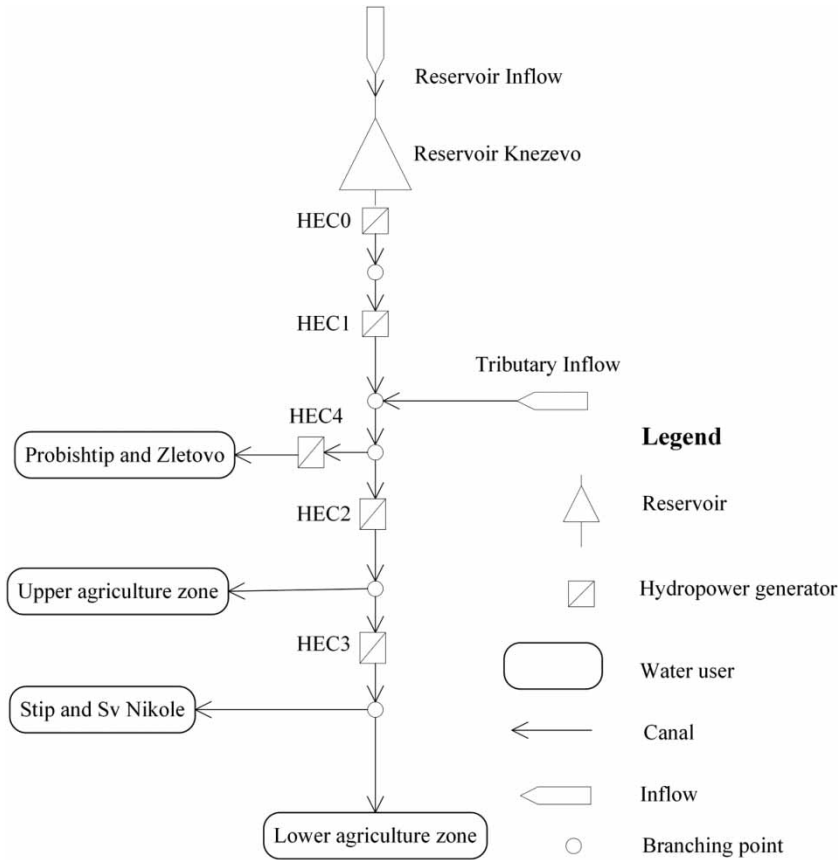 Reservoir Inflow
Reservoir Knezevo
HEC0
HEC1
Tributary Inflow
HEC4
Probishtip and Zletovo
HEC2
Upper agriculture zone
HEC3
Stip and Sv Nikole
Lower agriculture zone
Legend
Reservoir
Hydropower generator
Water user
Canal
Inflow
Branching point